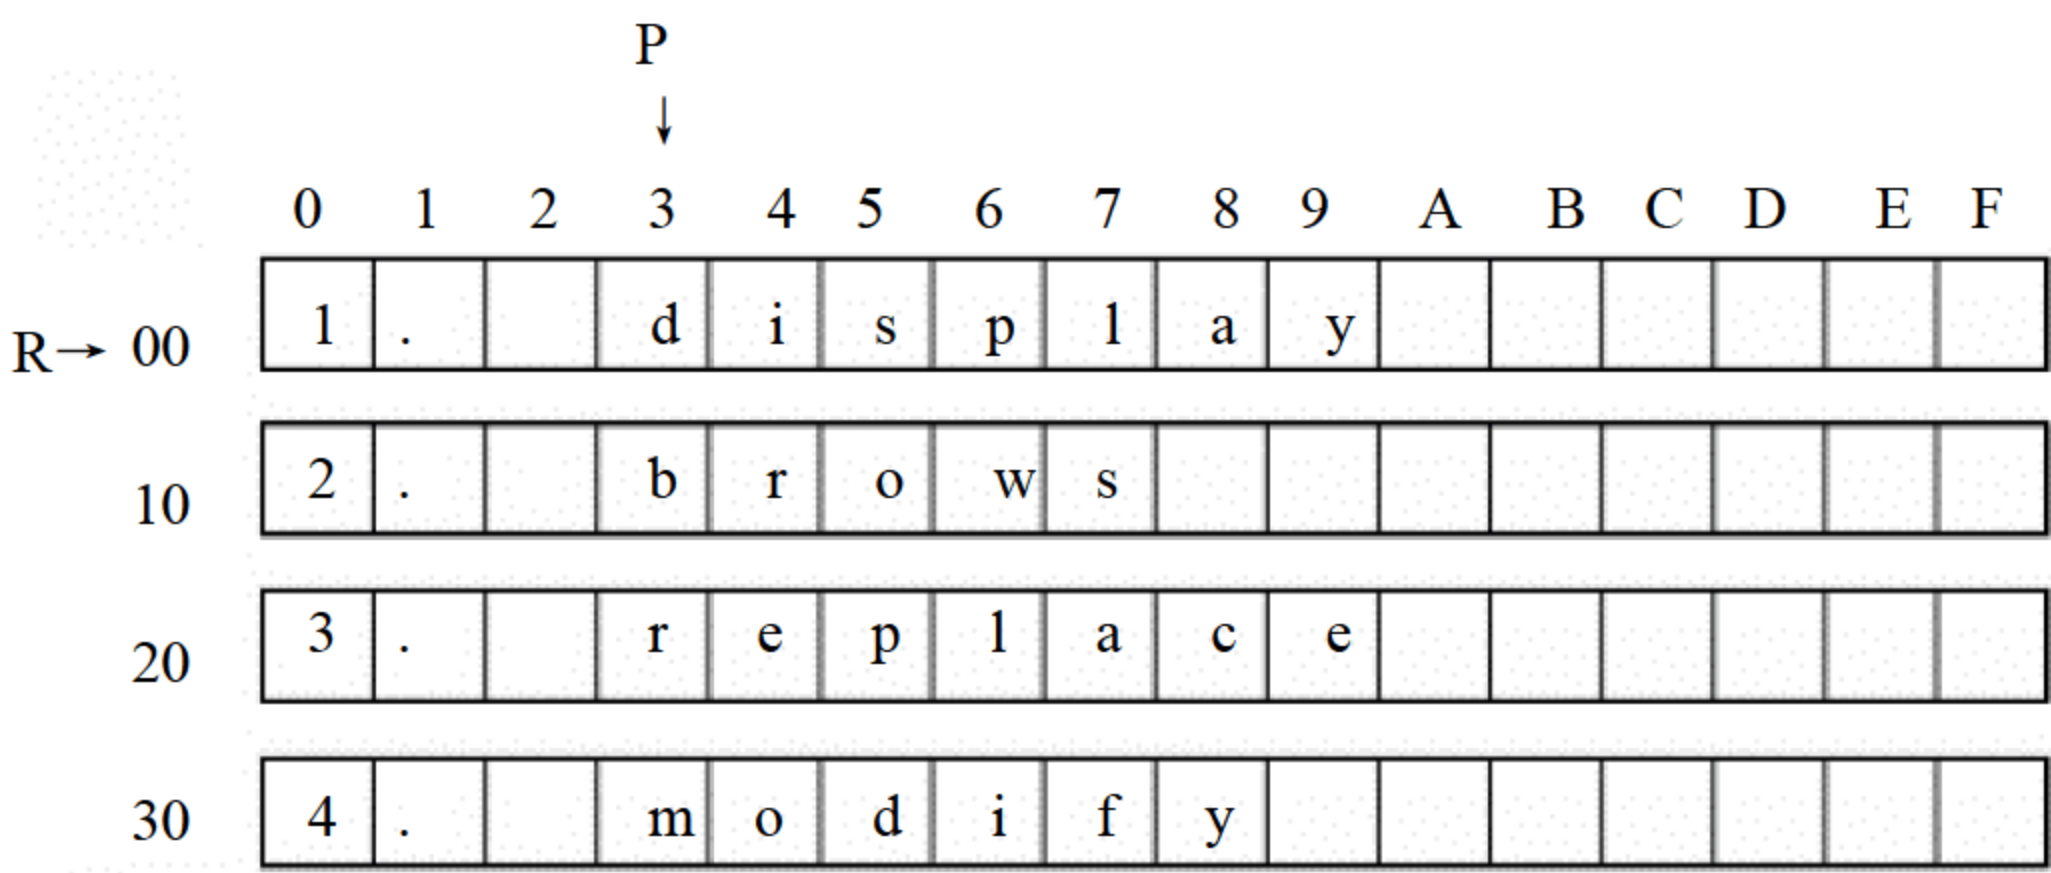 P
↓
0 1 2 3 4 5 6 7 8 9 A B C D E F
R→ 00 1 . d i s p l a y
10 2 . b r o w s
20 3 . r e p l a c e
30 4 . m o d i f y